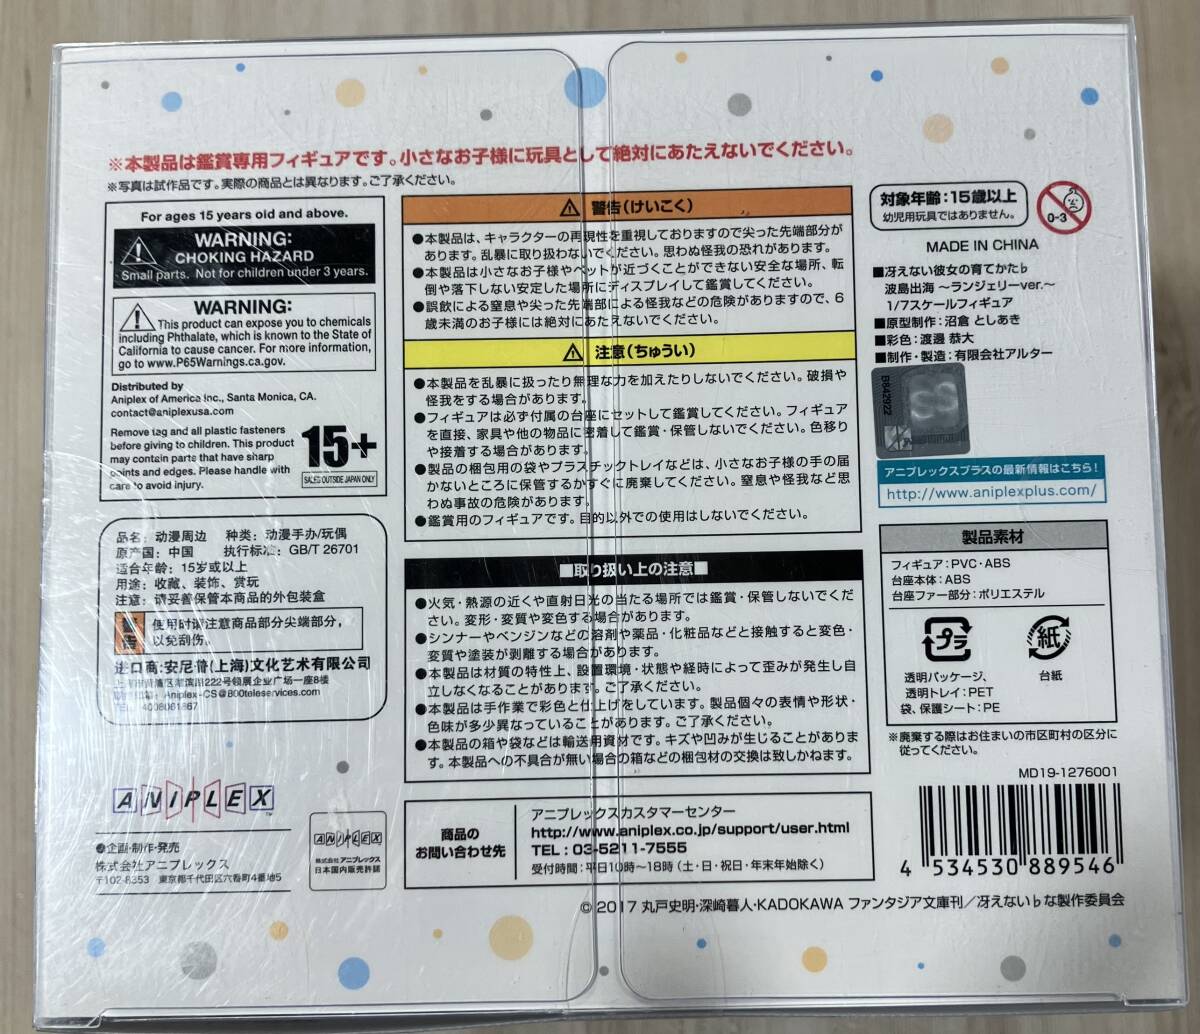 ※本製品は鑑賞専用フィギュアです。小さなお子様に玩具として絶対にあたえないでください。
※写真は試作品です。実際の商品とは異なります。ご了承ください。
For ages 15 years old and above.
WARNING:
CHOKING HAZARD
Small parts. Not for children under 3 years.
WARNING:
This product can expose you to chemicals
including Phthalate, which is known to the State of
California to cause cancer. For more information,
go to www.P65Warnings.ca.gov.
Distributed by
Aniplex of America Inc., Santa Monica, CA.
contact@aniplexusa.com
Remove tag and all plastic fasteners
before giving to children. This product
may contain parts that have sharp
points and edges. Please handle with
care to avoid injury.
15+
SALES OUTSIDE JAPAN ONLY
品名：动漫周边 种类：动漫手办/玩偶
原产国：中国 执行标准：GB/T 26701
适合年龄：15岁或以上
用途：收藏、装饰、赏玩
注意：请妥善保管本商品的外包装盒
警告
使用时请注意商品部分尖端部分，
以免刮伤。
进口商：安尼普(上海)文化艺术有限公司
222号领展企业广场一座8楼
Aniplex-CS@800teleservices.com
TEL: 4008061867
ANIPLEX
●企画・制作・発売
株式会社アニプレックス
〒102-8353 東京都千代田区六番町4番地5
ANIPLEX
株式会社アニプレックス
日本国内販売許諾
警告(けいこく)
●本製品は、キャラクターの再現性を重視しておりますので尖った先端部分が
あります。乱暴に取り扱わないでください。思わぬ怪我の恐れがあります。
●本製品は小さなお子様やペットが近づくことができない安全な場所、転
倒や落下しない安定した場所にディスプレイして鑑賞してください。
●誤飲による窒息や尖った先端部による怪我などの危険がありますので、6
歳未満のお子様には絶対にあたえないでください。
注意(ちゅうい)
●本製品を乱暴に扱ったり無理な力を加えたりしないでください。破損や
怪我をする場合があります。
●フィギュアは必ず付属の台座にセットして鑑賞してください。フィギュア
を直接、家具や他の物品に密着して鑑賞・保管しないでください。色移り
や接着する場合があります。
●製品の梱包用の袋やプラスチックトレイなどは、小さなお子様の手の届
かないところに保管するかすぐに廃棄してください。窒息や怪我など思
わぬ事故の危険があります。
●鑑賞用のフィギュアです。目的以外での使用はしないでください。
■取り扱い上の注意■
●火気・熱源の近くや直射日光の当たる場所では鑑賞・保管しないでくだ
さい。変形・変質や変色する場合があります。
●シンナーやベンジンなどの溶剤や薬品・化粧品などと接触すると変色・
変質や塗装が剥離する場合があります。
●本製品は材質の特性上、設置環境・状態や経時によって歪みが発生し自
立しなくなることがあります。ご了承ください。
●本製品は手作業で彩色と仕上げをしています。製品個々の表情や形状・
色味が多少異なっていることがあります。ご了承ください。
●本製品の箱や袋などは輸送用資材です。キズや凹みが生じることがありま
す。本製品への不具合が無い場合の箱などの梱包材の交換は致しかねます。
商品の
お問い合わせ先
アニプレックスカスタマーセンター
http://www.aniplex.co.jp/support/user.html
TEL：03-5211-7555
受付時間：平日10時～18時（土・日・祝日・年末年始除く）
対象年齢：15歳以上
幼児用玩具ではありません。
0-3
MADE IN CHINA
■冴えない彼女の育てかた♭
波島出海 ～ランジェリーver.～
1/7スケールフィギュア
■原型制作：沼倉 としあき
■彩色：渡邊 恭大
■制作・製造：有限会社アルター
B842922
アニプレックスプラスの最新情報はこちら！
http://www.aniplexplus.com/
製品素材
フィギュア：PVC・ABS
台座本体：ABS
台座ファー部分：ポリエステル
プラ
紙
透明パッケージ、
透明トレイ：PET
袋、保護シート：PE
台紙
※廃棄する際はお住まいの市区町村の区分に
従ってください。
MD19-1276001
4 534530 889546
© 2017 丸戸史明・深崎暮人・KADOKAWA ファンタジア文庫刊／冴えない♭な製作委員会